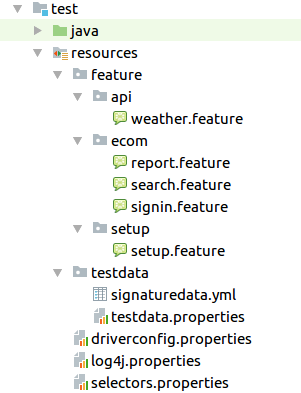 test
java
resources
feature
api
weather.feature
ecom
report.feature
search.feature
signin.feature
setup
setup.feature
testdata
signaturedata.yml
testdata.properties
driverconfig.properties
log4j.properties
selectors.properties